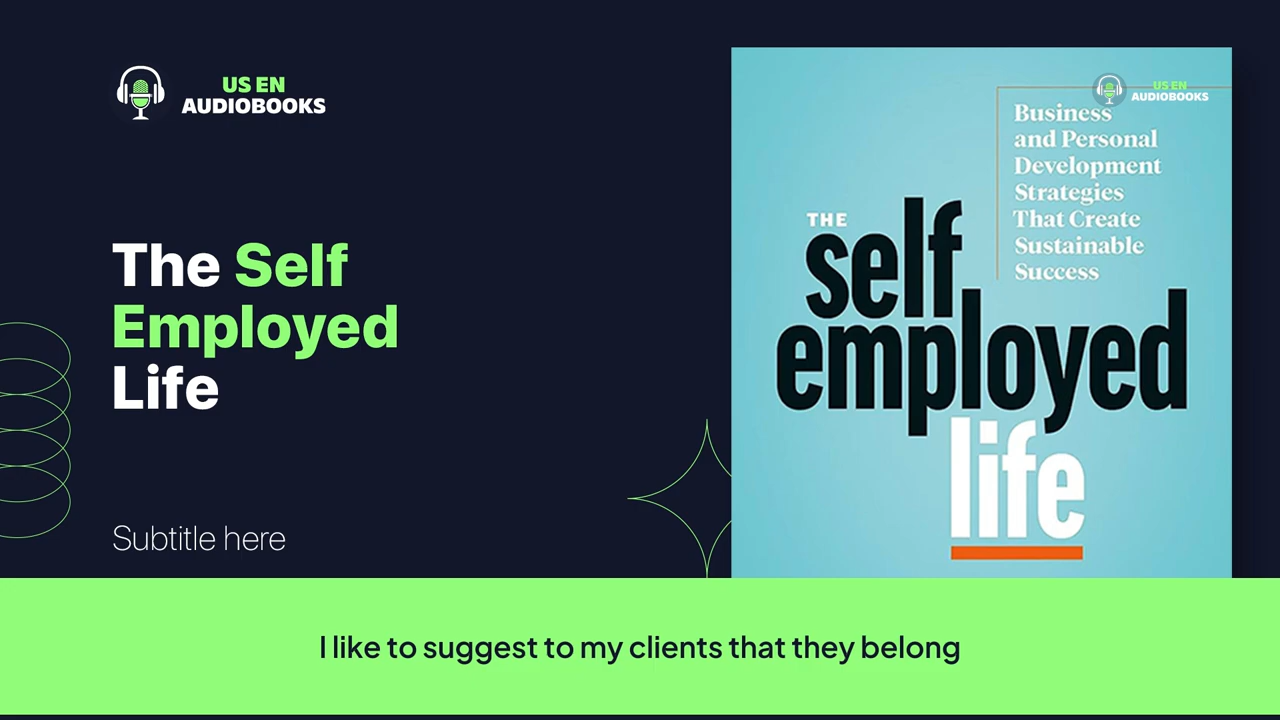 US EN
AUDIOBOOKS
The Self
Employed
Life
Subtitle here
US EN
AUDIOBOOKS
Business
and Personal
Development
Strategies
That Create
Sustainable
Success
THE
self
employed
life
I like to suggest to my clients that they belong